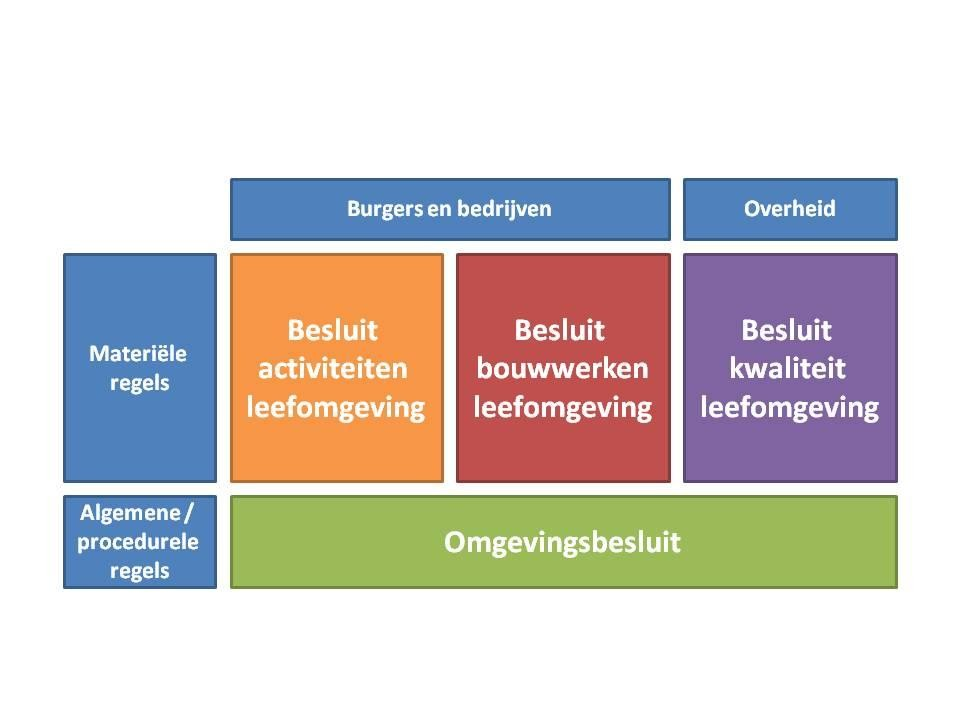 Burgers en bedrijven
Overheid
Materiële
regels
Besluit
activiteiten
leefomgeving
Besluit
bouwwerken
leefomgeving
Besluit
kwaliteit
leefomgeving
Algemene /
procedurele
regels
Omgevingsbesluit